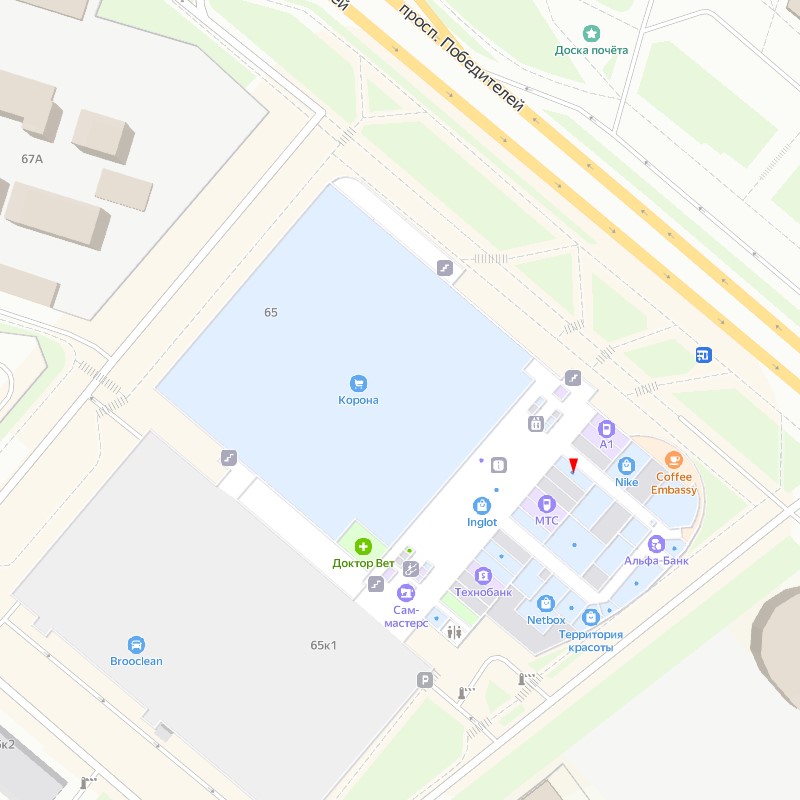 ей
просп. Победителей
Доска почёта
67А
65
Корона
А1
Nike
Coffee
Embassy
Inglot
МТС
Доктор Вет
Альфа-Банк
Технобанк
Сам-
мастерс
Netbox
Территория
красоты
65к1
Brooclean
P
к2